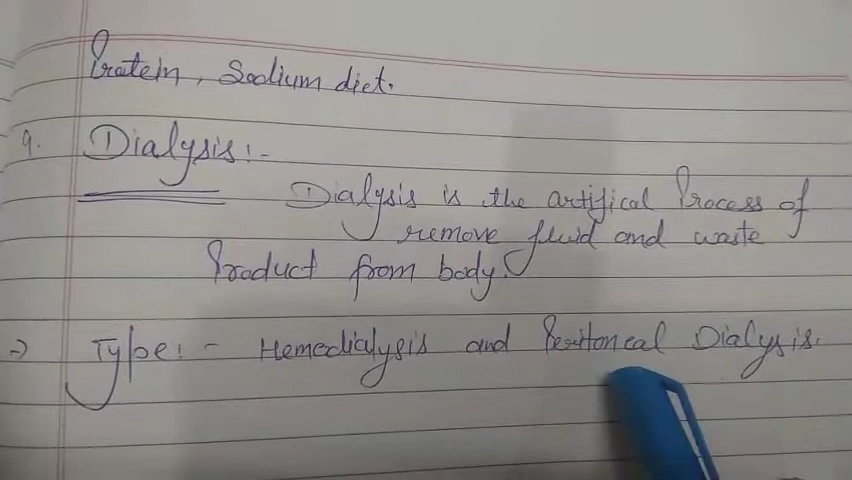 Protein, Sodium diet.
9. Dialysis:-
Dialysis is the artifical Process of
remove fluid and waste
Product from body.
→ Type:- Hemedialysis and Peritoneal Dialysis.